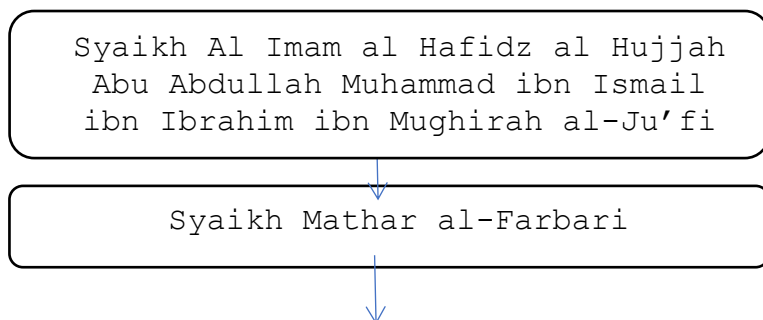 Syaikh Al Imam al Hafidz al Hujjah
Abu Abdullah Muhammad ibn Ismail
ibn Ibrahim ibn Mughirah al-Ju’fi
Syaikh Mathar al-Farbari